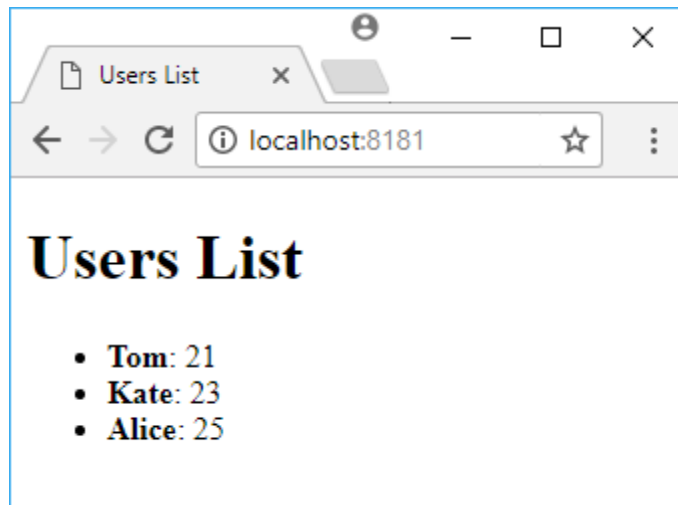 Users List
localhost:8181
Users List
Tom: 21
Kate: 23
Alice: 25